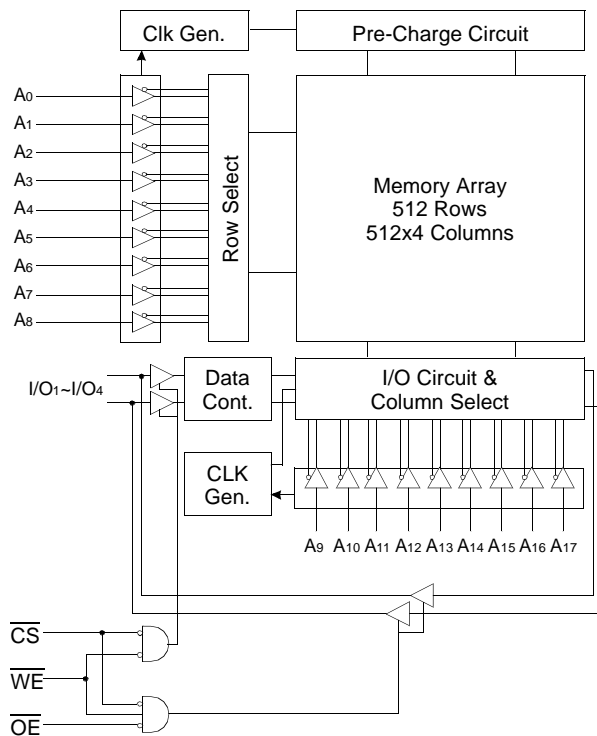 Clk Gen.
Pre-Charge Circuit
A0
A1
A2
A3
A4
A5
A6
A7
A8
Row Select
Memory Array
512 Rows
512x4 Columns
I/O1~I/O4
Data
Cont.
I/O Circuit &
Column Select
CLK
Gen.
A9 A10 A11 A12 A13 A14 A15 A16 A17
CS
WE
OE